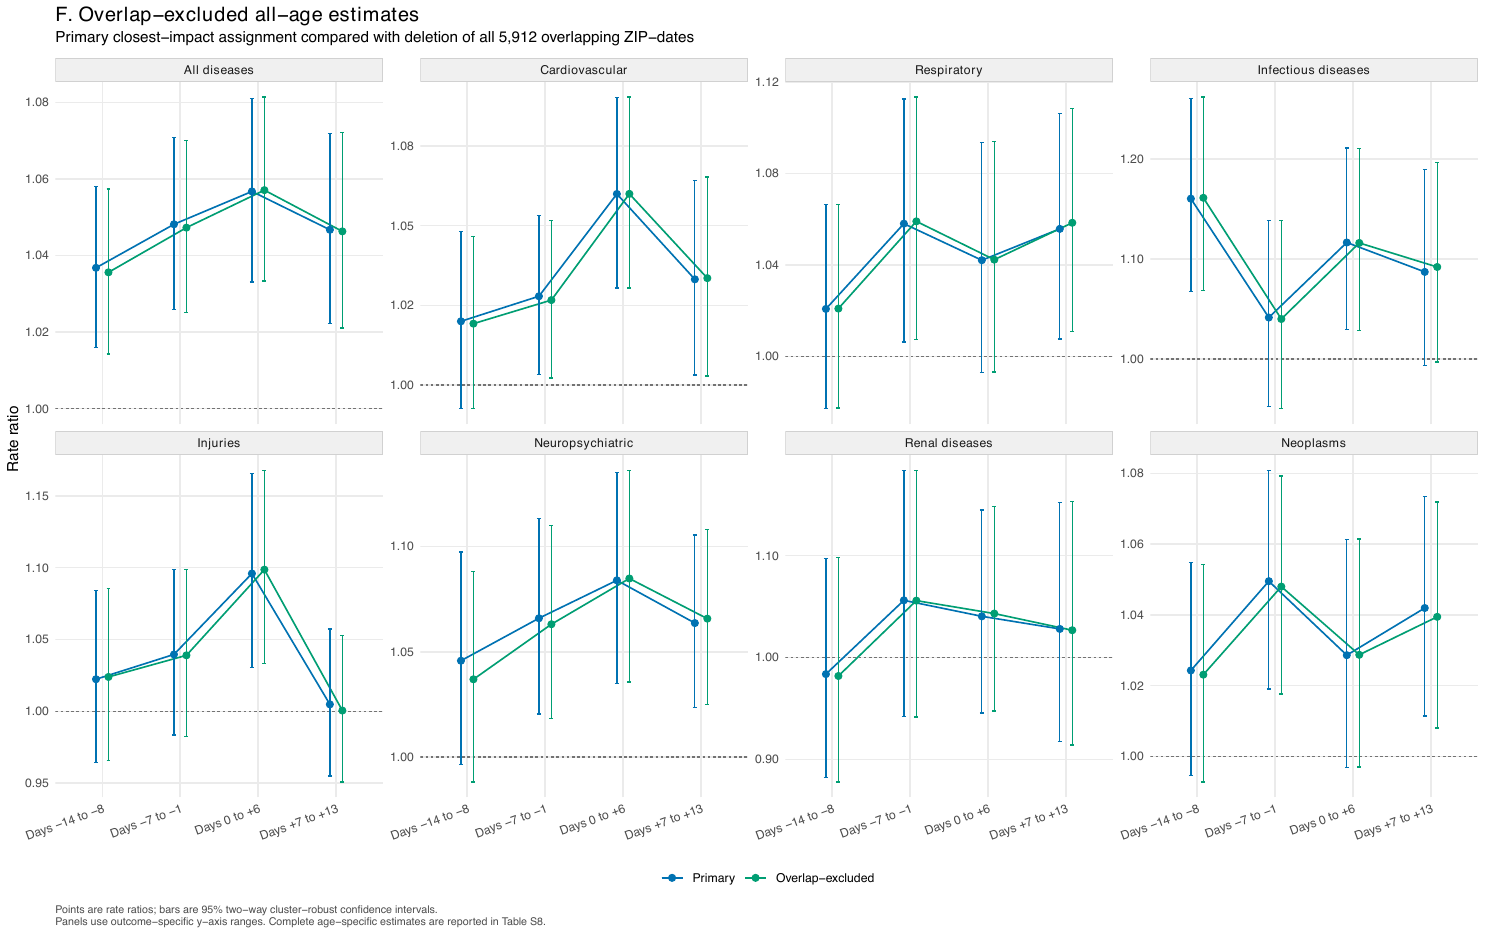 F. Overlap−excluded all−age estimates
Primary closest−impact assignment compared with deletion of all 5,912 overlapping ZIP−dates
All diseases
Cardiovascular
Respiratory
Infectious diseases
1.08
1.06
1.04
1.02
1.00
1.08
1.05
1.02
1.00
1.12
1.08
1.04
1.00
1.20
1.10
1.00
Rate ratio
Injuries
Neuropsychiatric
Renal diseases
Neoplasms
1.15
1.10
1.05
1.00
0.95
1.10
1.05
1.00
1.10
1.00
0.90
1.08
1.06
1.04
1.02
1.00
Days −14 to −8
Days −7 to −1
Days 0 to +6
Days +7 to +13
Days −14 to −8
Days −7 to −1
Days 0 to +6
Days +7 to +13
Days −14 to −8
Days −7 to −1
Days 0 to +6
Days +7 to +13
Days −14 to −8
Days −7 to −1
Days 0 to +6
Days +7 to +13
Primary
Overlap−excluded
Points are rate ratios; bars are 95% two−way cluster−robust confidence intervals.
Panels use outcome−specific y−axis ranges. Complete age−specific estimates are reported in Table S8.